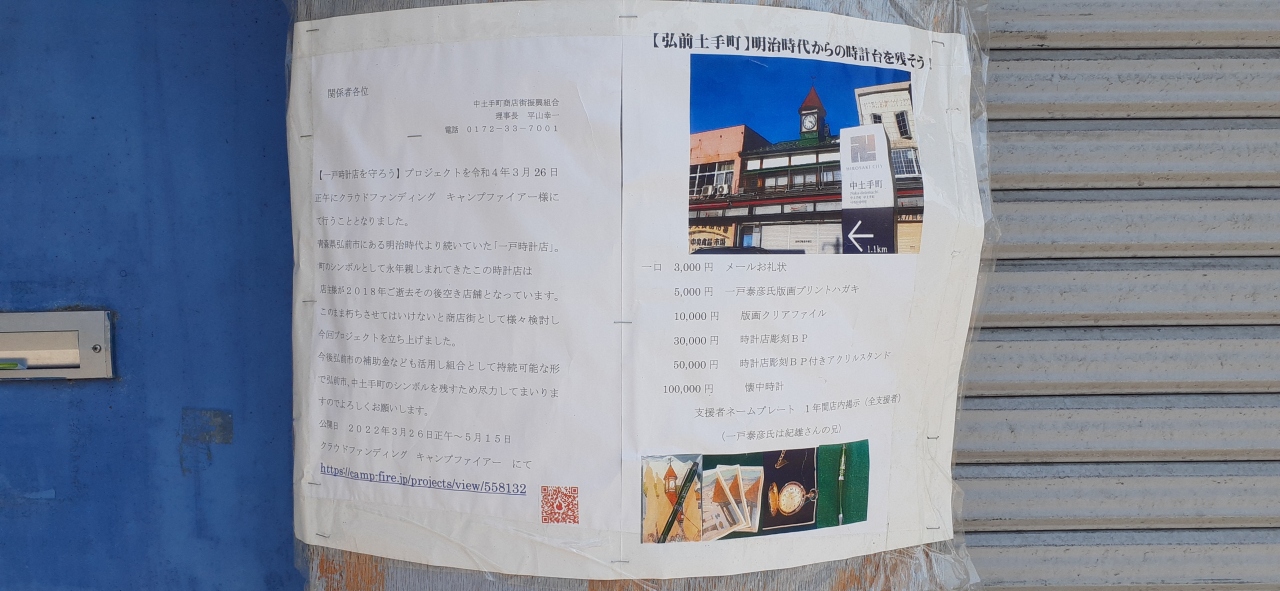 関係者各位
中土手町商店街振興組合
理事長 平山幸一
電話 0172-33-7001
【一戸時計店を守ろう】プロジェクトを令和4年3月26日
正午にクラウドファンディング キャンプファイアー様に
て行うこととなりました。
青森県弘前市にある明治時代より続いていた「一戸時計店」。
町のシンボルとして永年親しまれてきたこの時計店は
店主様が2018年ご逝去その後空き店舗となっています。
このまま朽ちさせてはいけないと商店街として様々検討し
今回プロジェクトを立ち上げました。
今後弘前市の補助金なども活用し組合として持続可能な形
で弘前市、中土手町のシンボルを残すため尽力してまいりま
すのでよろしくお願いします。
公開日 2022年3月26日正午~5月15日
クラウドファンディング キャンプファイアー にて
https://camp-fire.jp/projects/view/558132
【弘前土手町】明治時代からの時計台を残そう!
中土手町
1.1km
一口 3,000円 メールお礼状
5,000円 一戸泰彦氏版画プリントハガキ
10,000円 版画クリアファイル
30,000円 時計店彫刻BP
50,000円 時計店彫刻BP付きアクリルスタンド
100,000円 懐中時計
支援者ネームプレート 1年間店内掲示(全支援者)
(一戸泰彦氏は紀雄さんの兄)